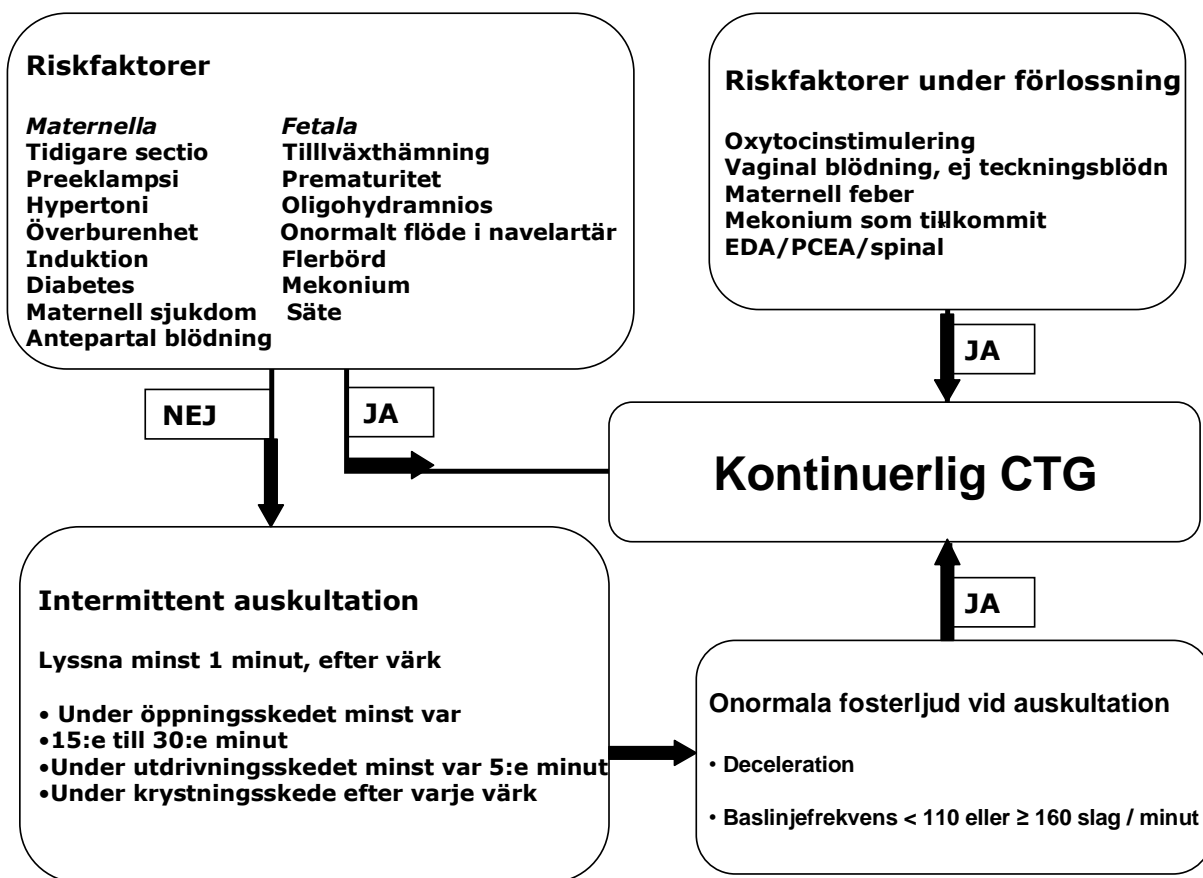 Riskfaktorer
Maternella Fetala
Tidigare sectio Tilllväxthämning
Preeklampsi Prematuritet
Hypertoni Oligohydramnios
Överburenhet Onormalt flöde i navelartär
Induktion Flerbörd
Diabetes Mekonium
Maternell sjukdom Säte
Antepartal blödning
Riskfaktorer under förlossning
Oxytocinstimulering
Vaginal blödning, ej teckningsblödn
Maternell feber
Mekonium som tillkommit
EDA/PCEA/spinal
NEJ
JA
JA
Kontinuerlig CTG
Intermittent auskultation
Lyssna minst 1 minut, efter värk
• Under öppningsskedet minst var
•15:e till 30:e minut
•Under utdrivningsskedet minst var 5:e minut
•Under krystningsskede efter varje värk
JA
Onormala fosterljud vid auskultation
• Deceleration
• Baslinjefrekvens < 110 eller ≥ 160 slag / minut